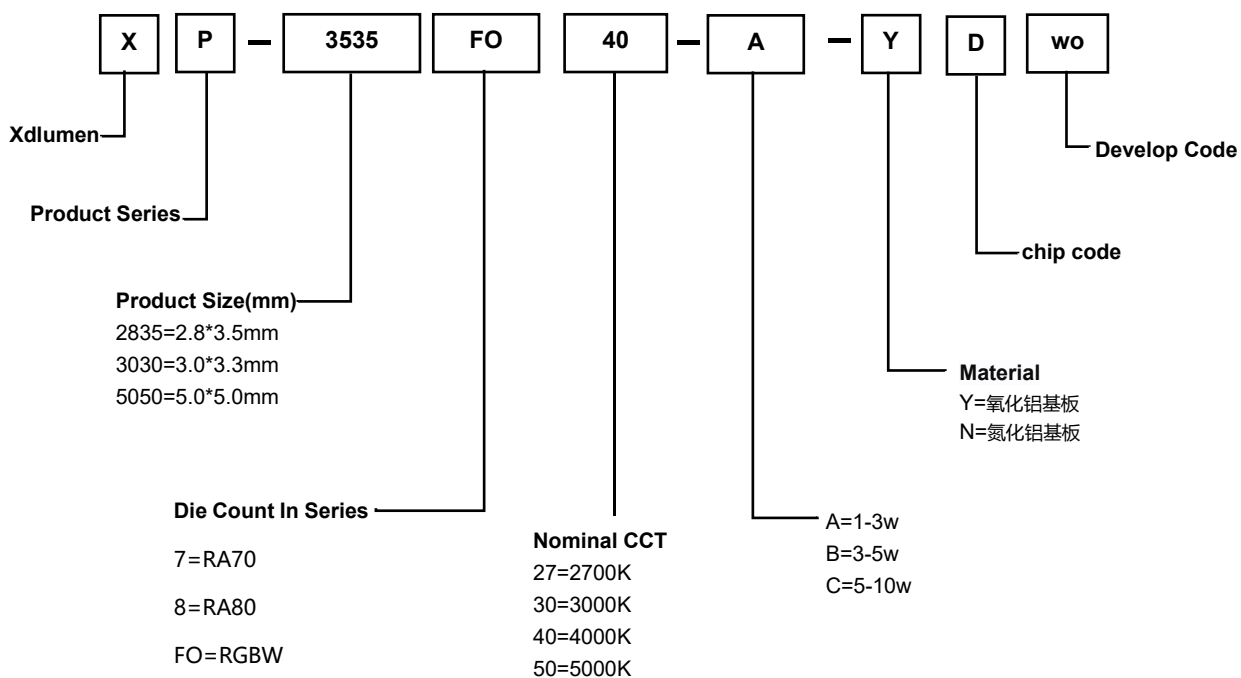 X P — 3535 FO 40 — A — Y D wo
Xdlumen
Develop Code
Product Series
chip code
Product Size(mm)
2835=2.8*3.5mm
3030=3.0*3.3mm
5050=5.0*5.0mm
Material
Y=氧化铝基板
N=氮化铝基板
Die Count In Series
7=RA70
8=RA80
FO=RGBW
Nominal CCT
27=2700K
30=3000K
40=4000K
50=5000K
A=1-3w
B=3-5w
C=5-10w